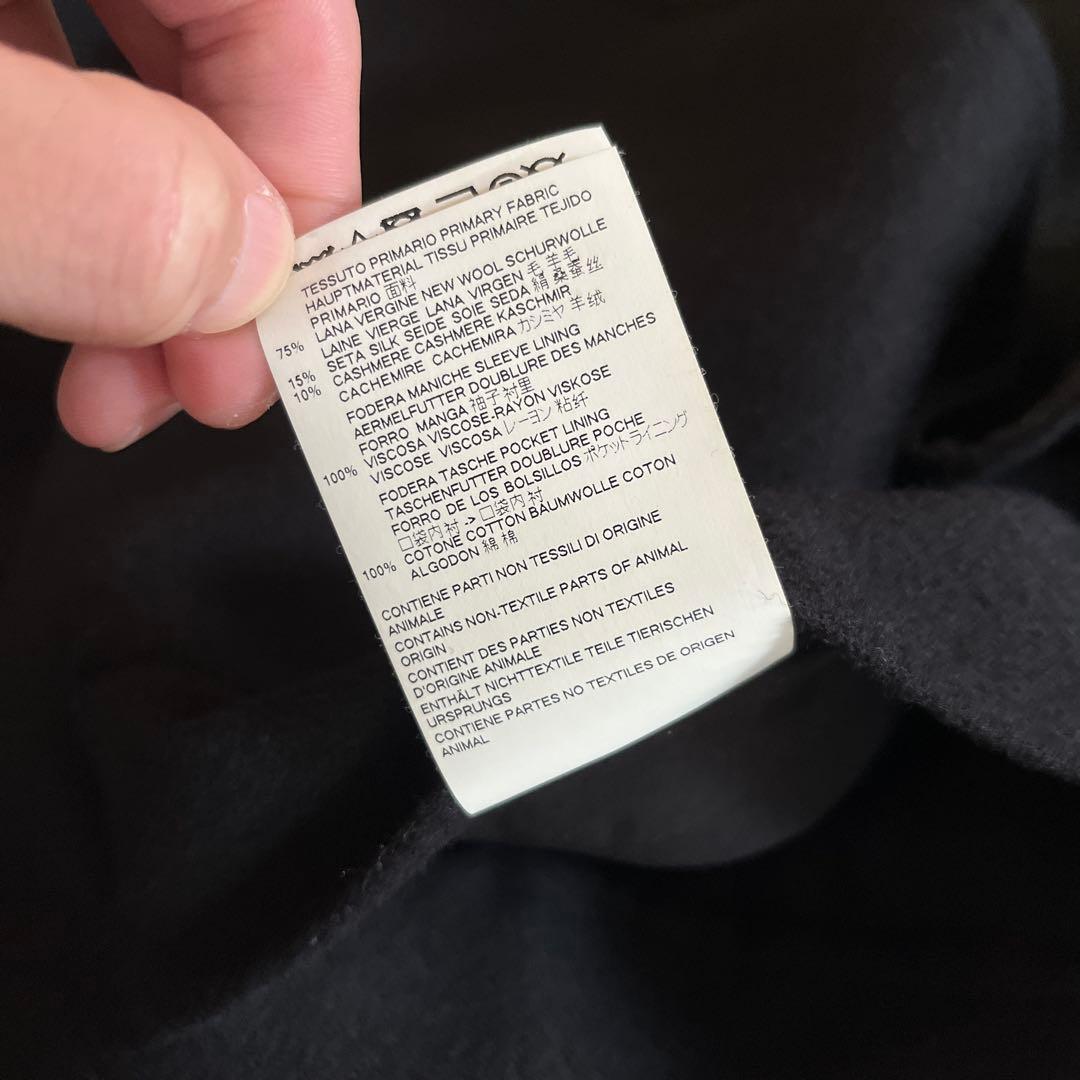 TESSUTO PRIMARIO PRIMARY FABRIC
HAUPTMATERIAL TISSU PRIMAIRE TEJIDO
PRIMARIO 面料
75% LANA VERGINE NEW WOOL SCHURWOLLE
LAINE VIERGE LANA VIRGEN 毛 羊毛
15% SETA SILK SEIDE SOIE SEDA 絹 桑蚕丝
10% CASHMERE CASHMERE KASCHMIR
CACHEMIRE CACHEMIRA カシミヤ 羊绒
FODERA MANICHE SLEEVE LINING
AERMELFUTTER DOUBLURE DES MANCHES
FORRO MANGA 袖子衬里
100% VISCOSA VISCOSE-RAYON VISKOSE
VISCOSE VISCOSA レーヨン 粘纤
FODERA TASCHE POCKET LINING
TASCHENFUTTER DOUBLURE POCHE
FORRO DE LOS BOLSILLOS ポケットライニング
口袋内衬 -> 口袋内衬
100% COTONE COTTON BAUMWOLLE COTON
ALGODON 綿 棉
CONTIENE PARTI NON TESSILI DI ORIGINE
ANIMALE
CONTAINS NON-TEXTILE PARTS OF ANIMAL
ORIGIN
CONTIENT DES PARTIES NON TEXTILES
D'ORIGINE ANIMALE
ENTHÄLT NICHTTEXTILE TEILE TIERISCHEN
URSPRUNGS
CONTIENE PARTES NO TEXTILES DE ORIGEN
ANIMAL